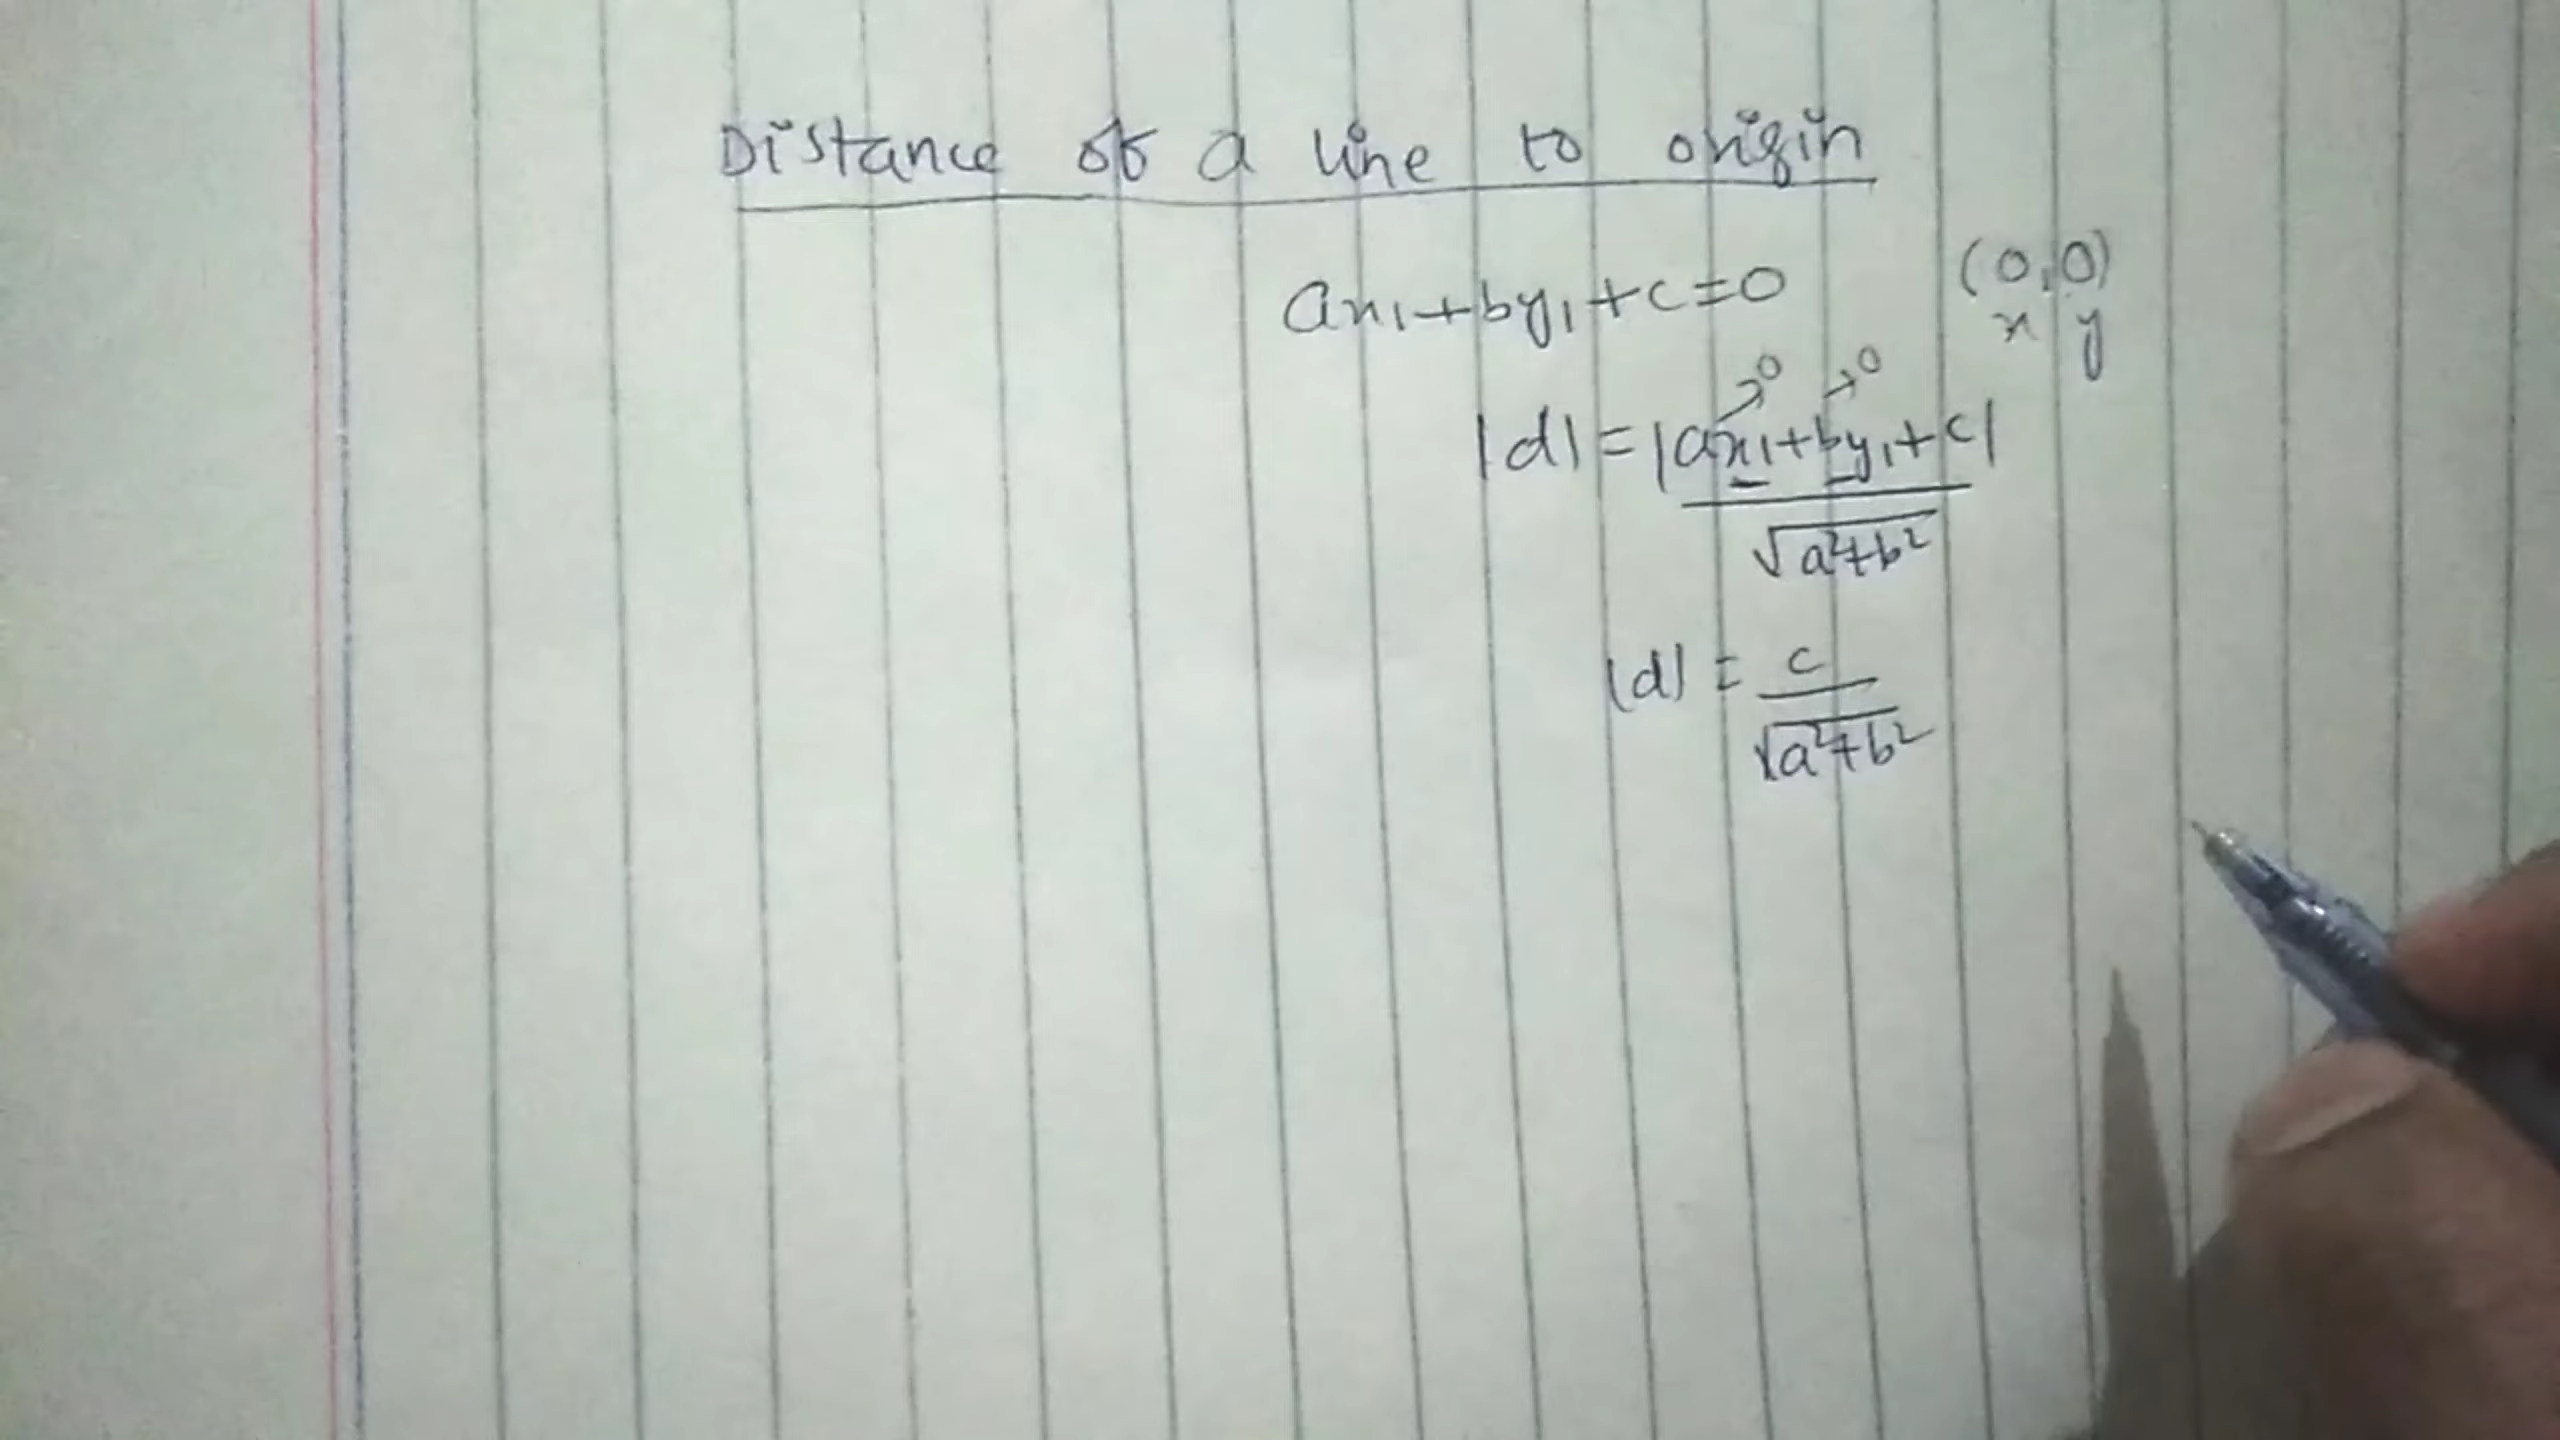 Distance of a line to origin
ax₁+by₁+c=0 (0,0)
x y
→0 →0
|d| = |ax₁+by₁+c|
√a²+b²
|d| = c
√a²+b²